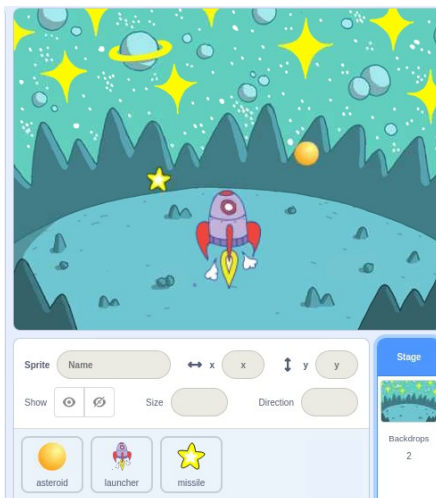 Sprite Name x x y y
Stage
Show Size Direction
Backdrops
2
asteroid launcher missile